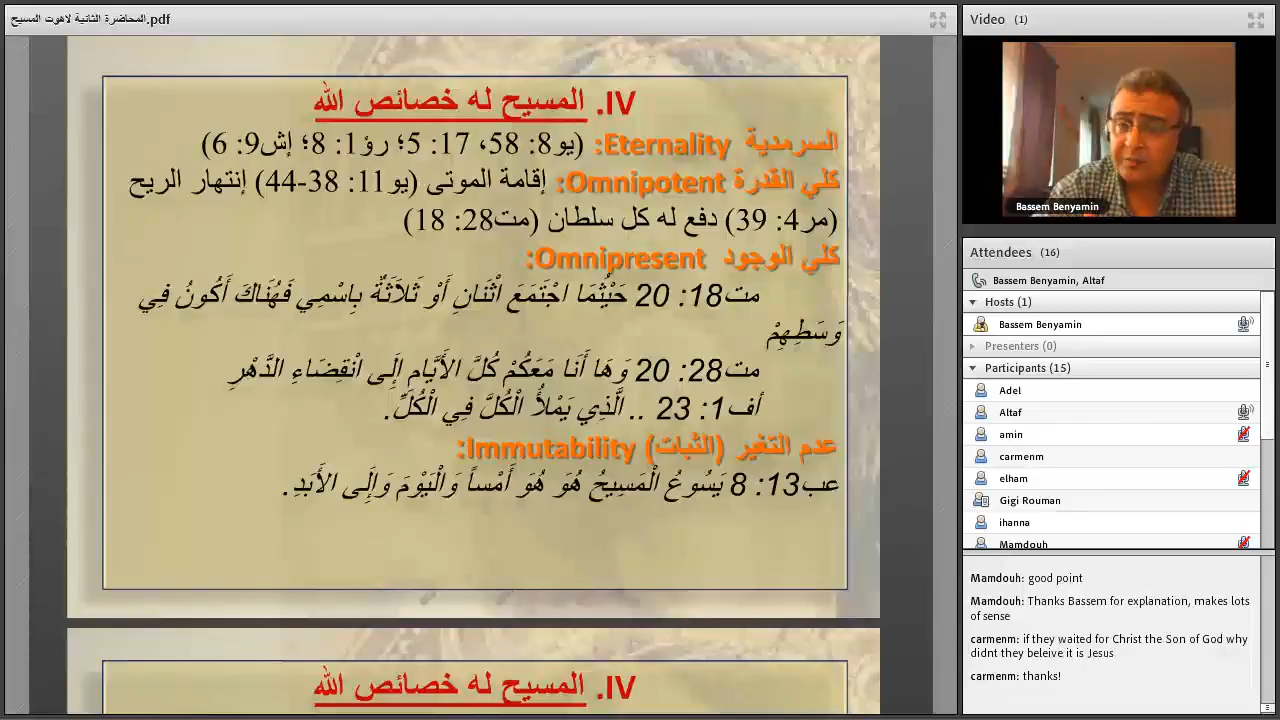 المحاضرة الثانية لاهوت المسيح.pdf
IV. المسيح له خصائص الله
السرمدية Eternality: (يو8: 58، 17: 5؛ رؤ1: 8؛ إش9: 6)
كلي القدرة Omnipotent: إقامة الموتى (يو11: 38-44) إنتهار الريح
(مر4: 39) دفع له كل سلطان (مت28: 18)
كلي الوجود Omnipresent:
مت18: 20 حَيْثُمَا اجْتَمَعَ اثْنَانِ أَوْ ثَلاَثَةٌ بِاسْمِي فَهُنَاكَ أَكُونُ فِي
وَسَطِهِمْ
مت28: 20 وَهَا أَنَا مَعَكُمْ كُلَّ الأَيَّامِ إِلَى انْقِضَاءِ الدَّهْرِ
أف1: 23 .. الَّذِي يَمْلأُ الْكُلَّ فِي الْكُلِّ.
عدم التغير (الثبات) Immutability:
عب13: 8 يَسُوعُ الْمَسِيحُ هُوَ هُوَ أَمْساً وَالْيَوْمَ وَإِلَى الأَبَدِ.
IV. المسيح له خصائص الله
Video (1)
Bassem Benyamin
Attendees (16)
Bassem Benyamin, Altaf
Hosts (1)
Bassem Benyamin
Presenters (0)
Participants (15)
Adel
Altaf
amin
carmenm
elham
Gigi Rouman
ihanna
Mamdouh
Mamdouh: good point
Mamdouh: Thanks Bassem for explanation, makes lots
of sense
carmenm: if they waited for Christ the Son of God why
didnt they beleive it is Jesus
carmenm: thanks!